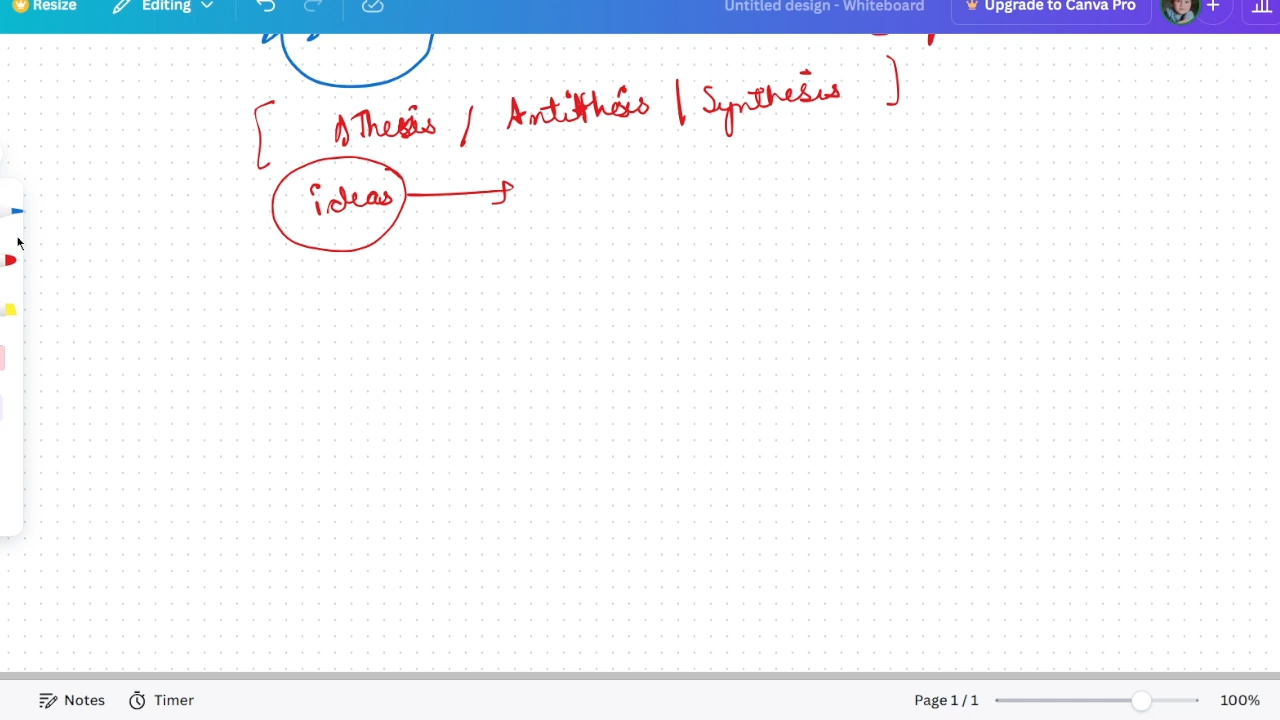 Resize Editing Untitled design - Whiteboard Upgrade to Canva Pro
[ Thesis / Antithesis / Synthesis ]
ideas
Notes Timer Page 1 / 1 100%